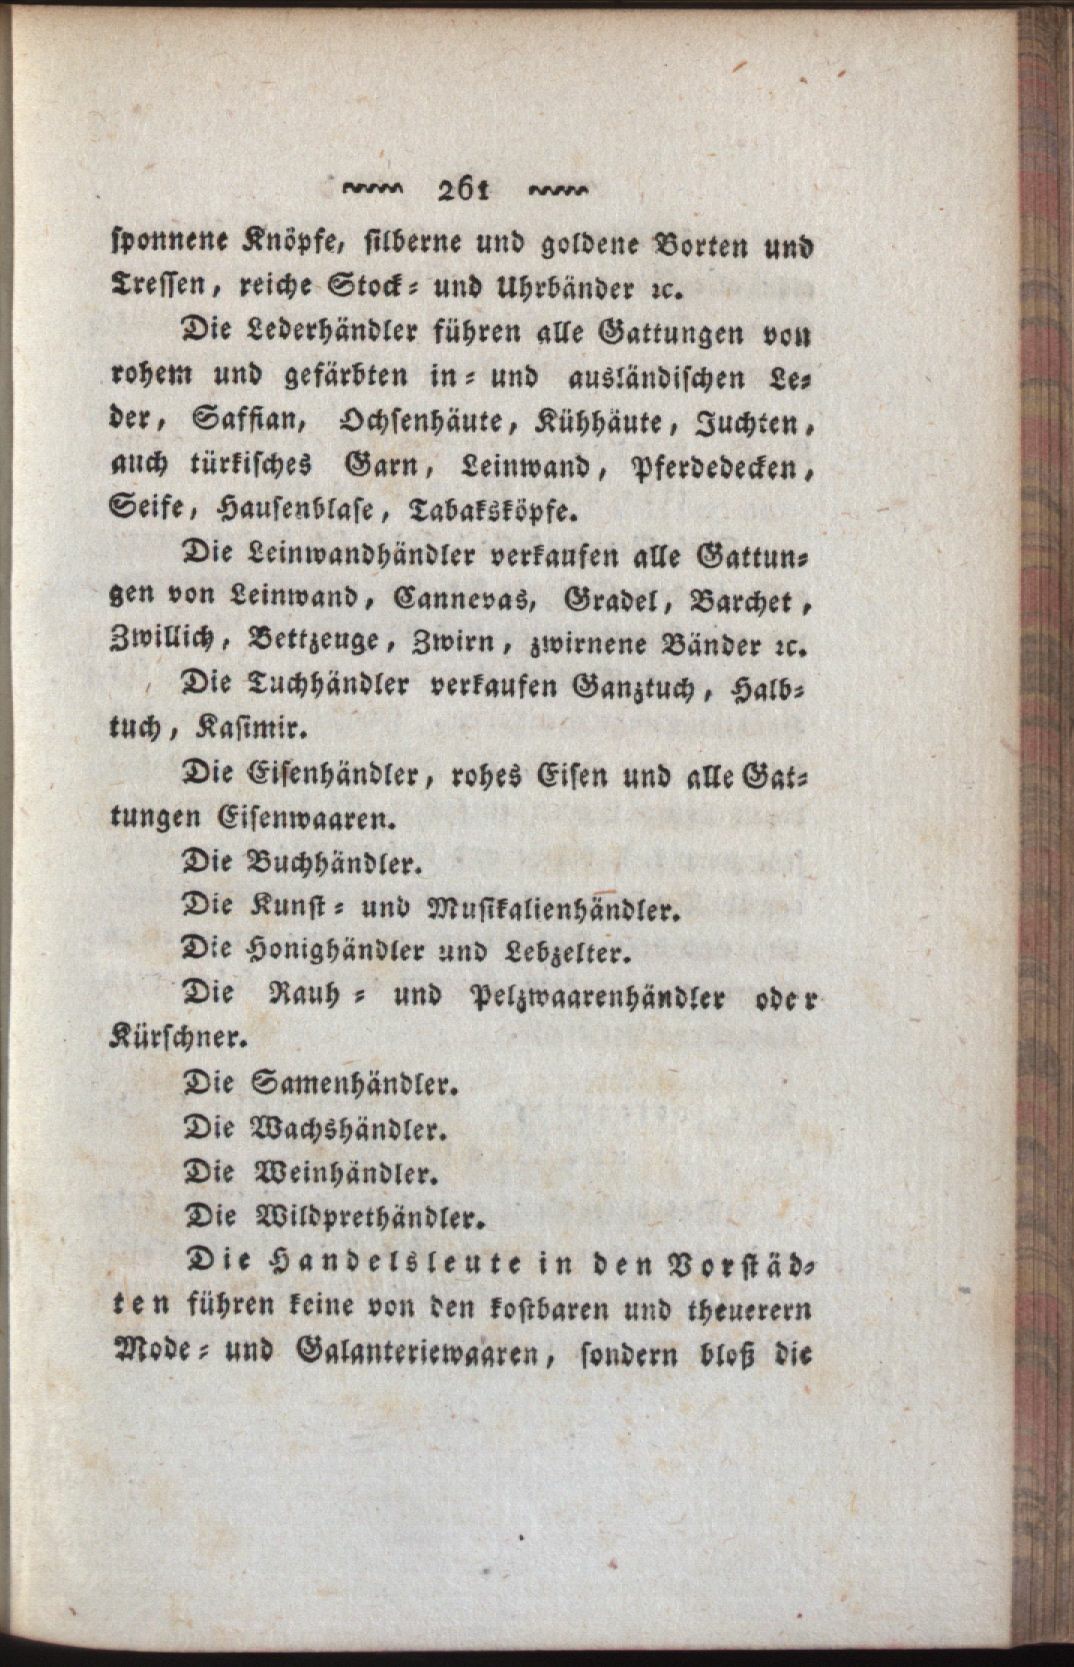 261
sponnene Knöpfe, silberne und goldene Borten und
Tressen, reiche Stock- und Uhrbänder ꝛc.
Die Lederhändler führen alle Gattungen von
rohem und gefärbten in- und ausländischen Le-
der, Saffian, Ochsenhäute, Kühhäute, Juchten,
auch türkisches Garn, Leinwand, Pferdedecken,
Seife, Hausenblase, Tabaksköpfe.
Die Leinwandhändler verkaufen alle Gattun-
gen von Leinwand, Cannevas, Gradel, Barchet,
Zwillich, Bettzeuge, Zwirn, zwirnene Bänder ꝛc.
Die Tuchhändler verkaufen Ganztuch, Halb-
tuch, Kasimir.
Die Eisenhändler, rohes Eisen und alle Gat-
tungen Eisenwaaren.
Die Buchhändler.
Die Kunst- und Musikalienhändler.
Die Honighändler und Lebzelter.
Die Rauh- und Pelzwaarenhändler oder
Kürschner.
Die Samenhändler.
Die Wachshändler.
Die Weinhändler.
Die Wildprethändler.
Die Handelsleute in den Vorstäd-
ten führen keine von den kostbaren und theuerern
Mode- und Galanteriewaaren, sondern bloß die